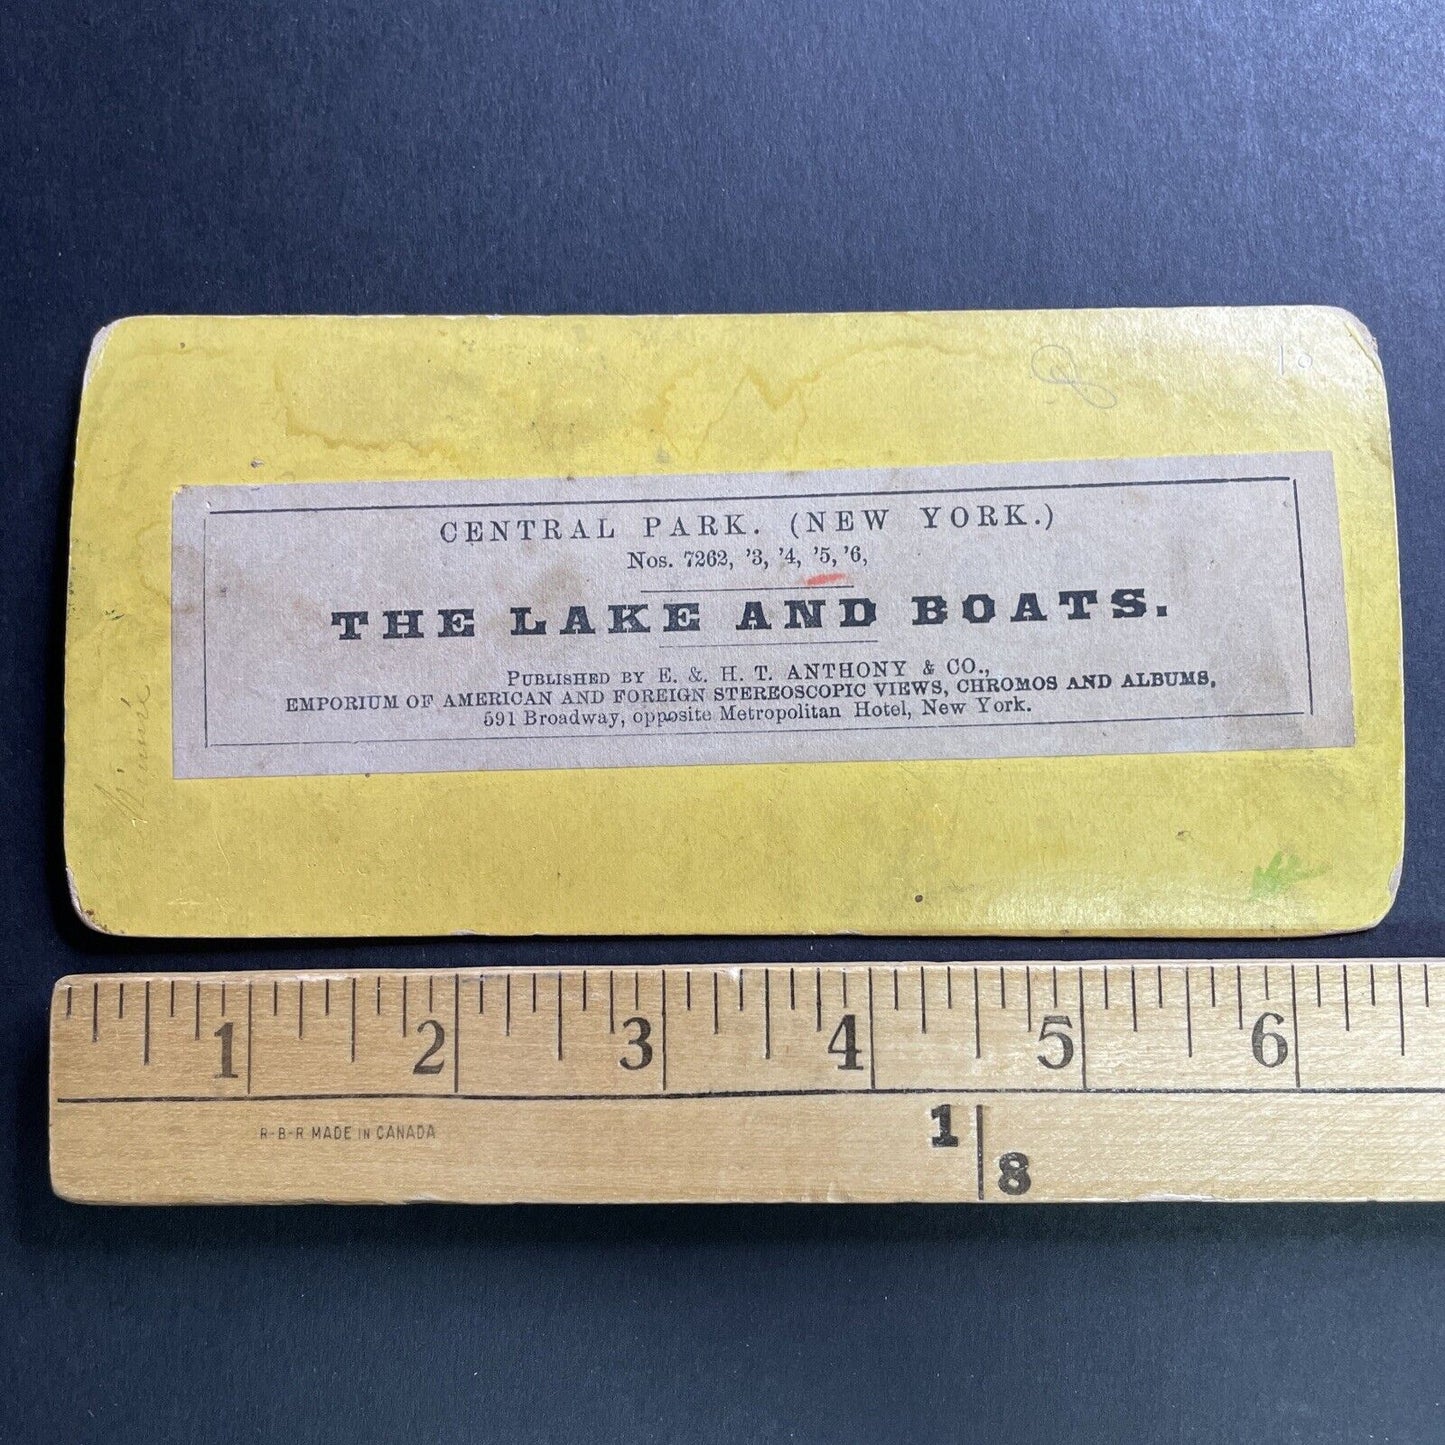 10
CENTRAL PARK. (NEW YORK.)
Nos. 7262, '3, '4, '5, '6,
THE LAKE AND BOATS.
PUBLISHED BY E. & H. T. ANTHONY & CO.,
EMPORIUM OF AMERICAN AND FOREIGN STEREOSCOPIC VIEWS, CHROMOS AND ALBUMS,
591 Broadway, opposite Metropolitan Hotel, New York.
1 2 3 4 5 6
R-B-R MADE IN CANADA
1
8